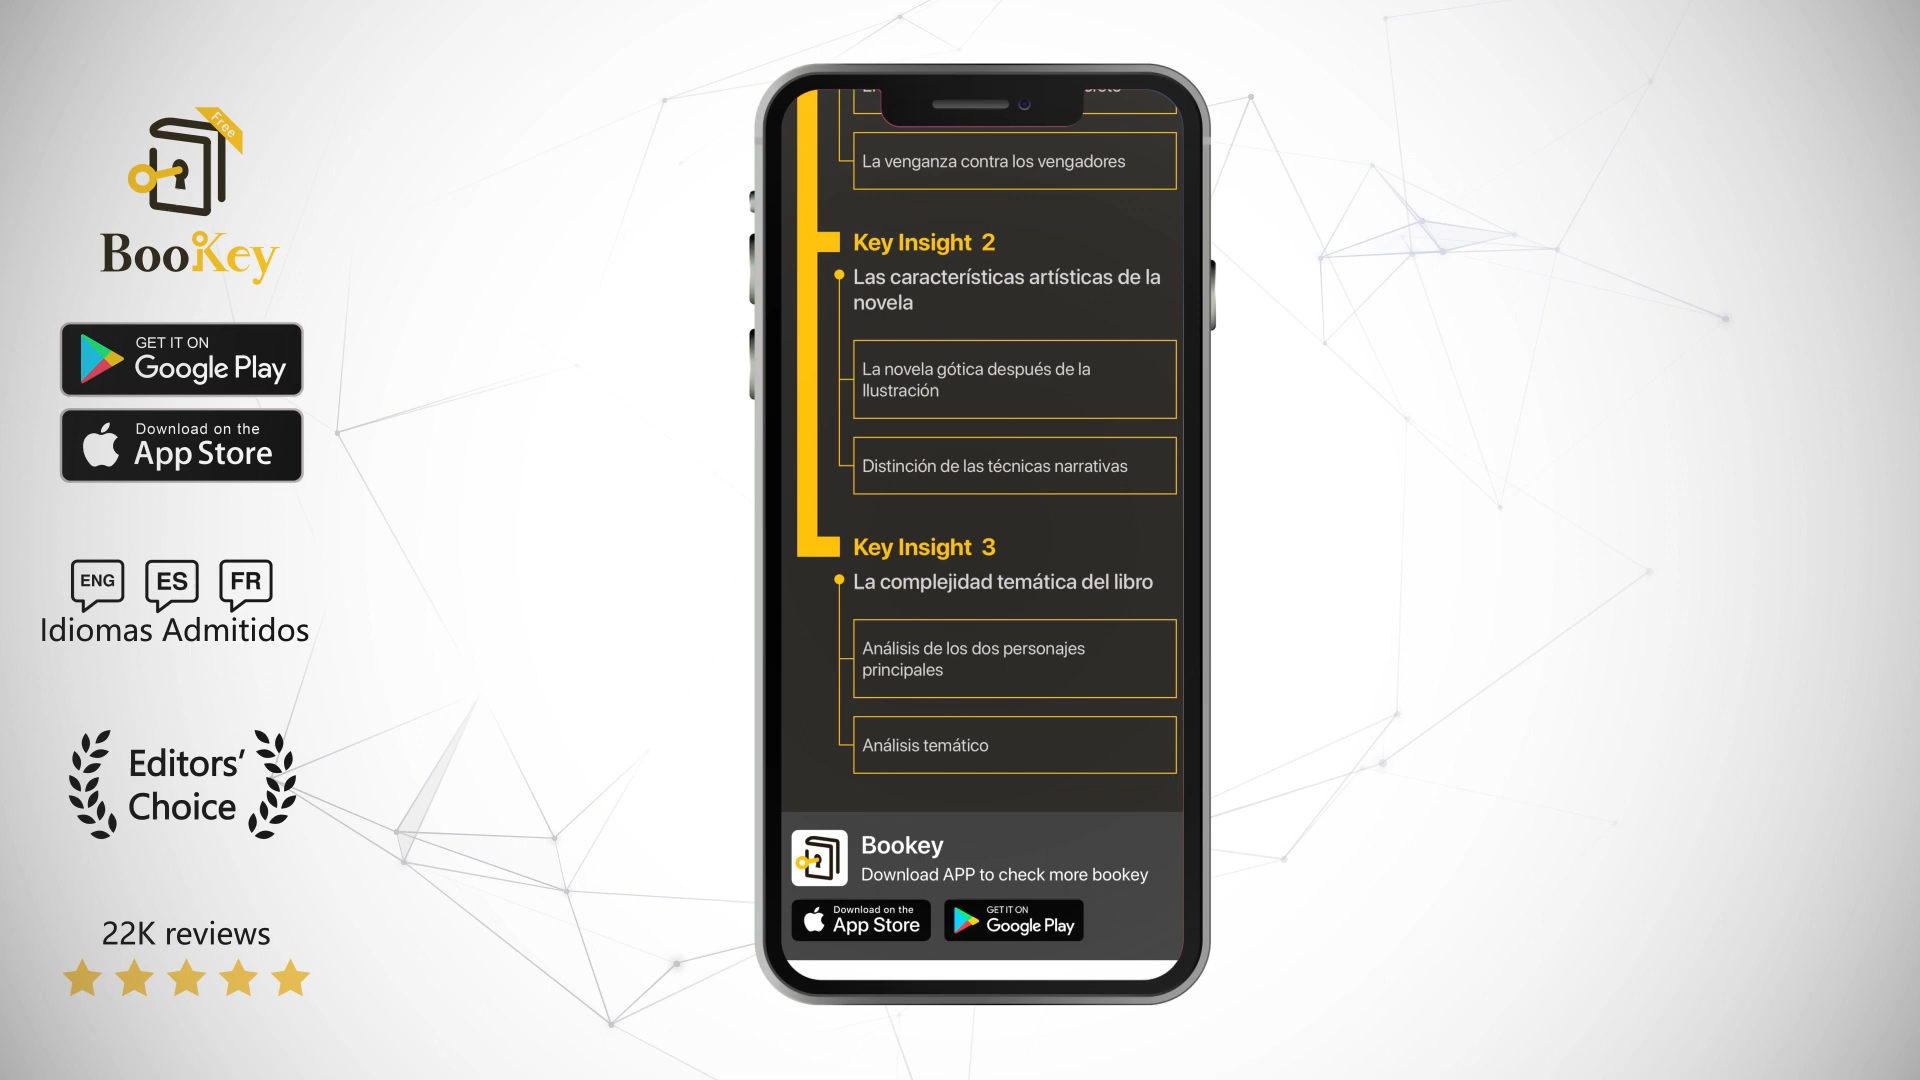 Free
BooKey
GET IT ON
Google Play
Download on the
App Store
ENG ES FR
Idiomas Admitidos
Editors'
Choice
22K reviews
La venganza contra los vengadores
Key Insight 2
Las características artísticas de la
novela
La novela gótica después de la
Ilustración
Distinción de las técnicas narrativas
Key Insight 3
La complejidad temática del libro
Análisis de los dos personajes
principales
Análisis temático
Bookey
Download APP to check more bookey
Download on the
App Store
GET IT ON
Google Play